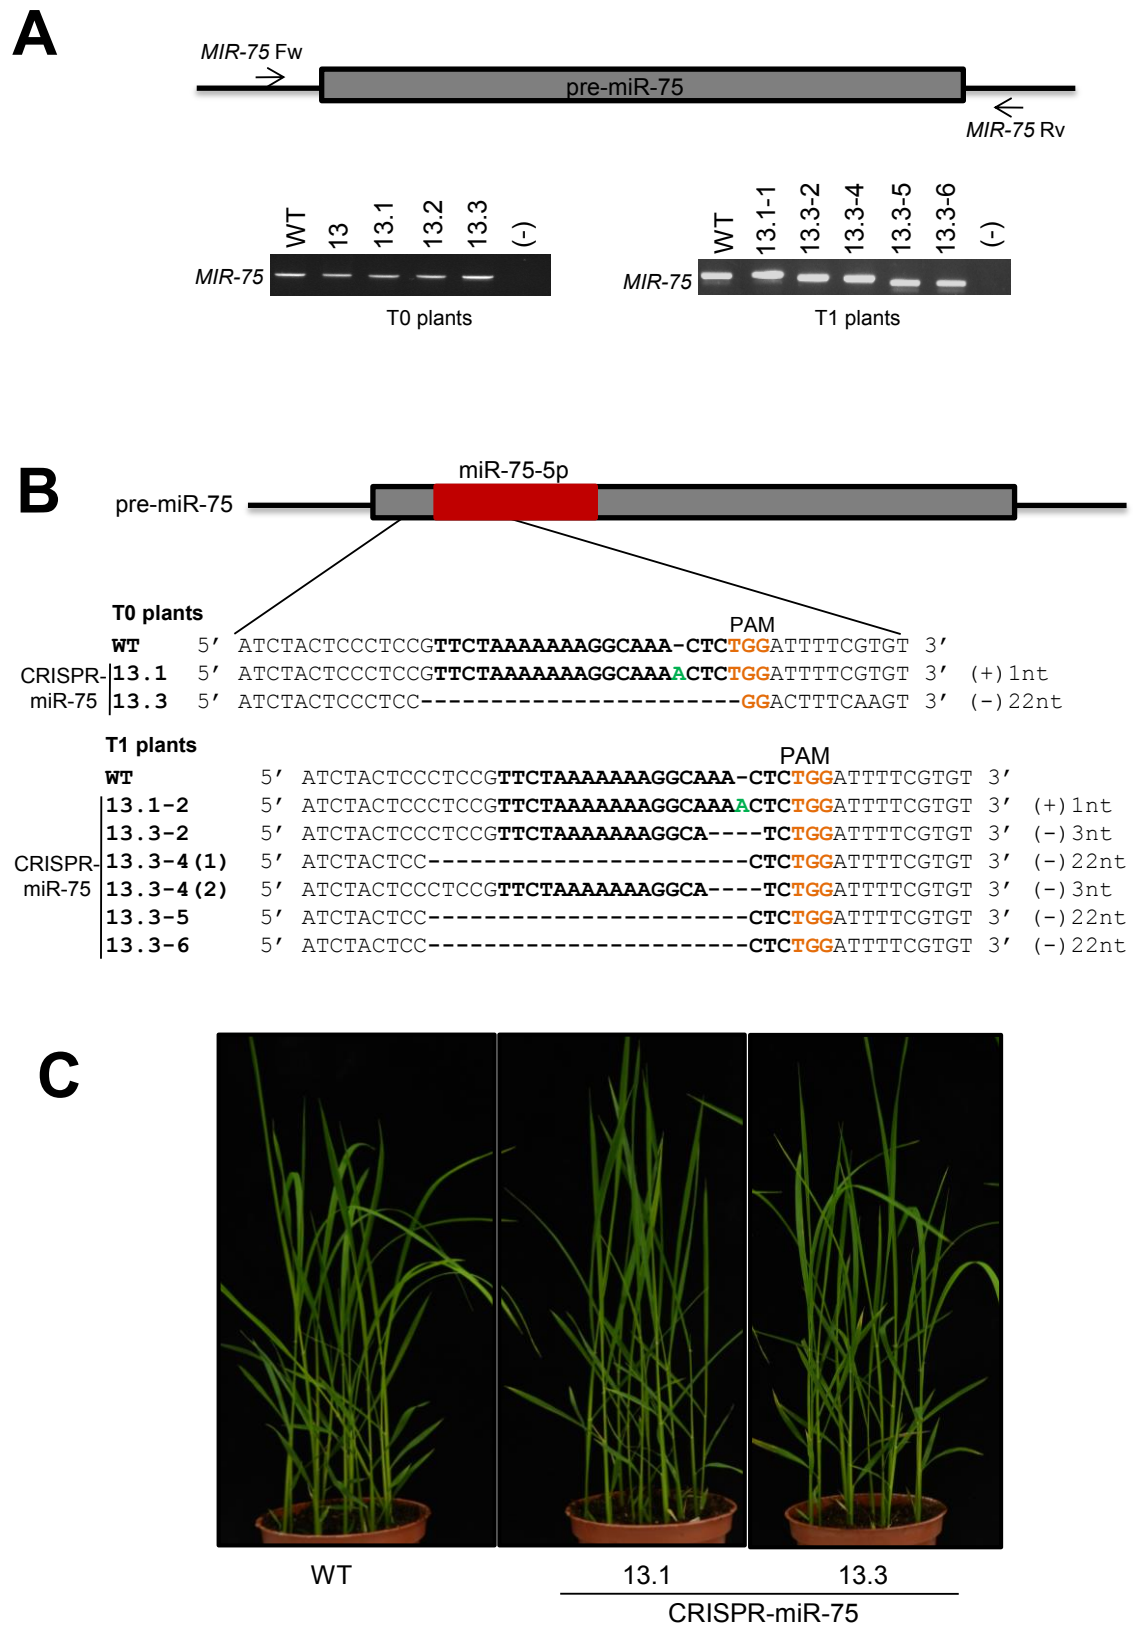 A
MIR-75 Fw
pre-miR-75
MIR-75 Rv
WT 13 13.1 13.2 13.3 (-)
MIR-75
T0 plants
WT 13.1-1 13.3-2 13.3-4 13.3-5 13.3-6 (-)
MIR-75
T1 plants
B
miR-75-5p
pre-miR-75
T0 plants
PAM
WT 5′ ATCTACTCCCTCCGTTCTAAAAAAAGGCAAA-CTCTGGATTTTCGTGT 3′
CRISPR-miR-75
13.1 5′ ATCTACTCCCTCCGTTCTAAAAAAAGGCAAAACTCTGGATTTTCGTGT 3′ (+)1nt
13.3 5′ ATCTACTCCCTCC-----------------------GGACTTTCAAGT 3′ (-)22nt
T1 plants
PAM
WT 5′ ATCTACTCCCTCCGTTCTAAAAAAAGGCAAA-CTCTGGATTTTCGTGT 3′
CRISPR-miR-75
13.1-2 5′ ATCTACTCCCTCCGTTCTAAAAAAAGGCAAAACTCTGGATTTTCGTGT 3′ (+)1nt
13.3-2 5′ ATCTACTCCCTCCGTTCTAAAAAAAGGCA----TCTGGATTTTCGTGT 3′ (-)3nt
13.3-4(1) 5′ ATCTACTCC-----------------------CTCTGGATTTTCGTGT 3′ (-)22nt
13.3-4(2) 5′ ATCTACTCCCTCCGTTCTAAAAAAAGGCA----TCTGGATTTTCGTGT 3′ (-)3nt
13.3-5 5′ ATCTACTCC-----------------------CTCTGGATTTTCGTGT 3′ (-)22nt
13.3-6 5′ ATCTACTCC-----------------------CTCTGGATTTTCGTGT 3′ (-)22nt
C
WT 13.1 13.3
CRISPR-miR-75